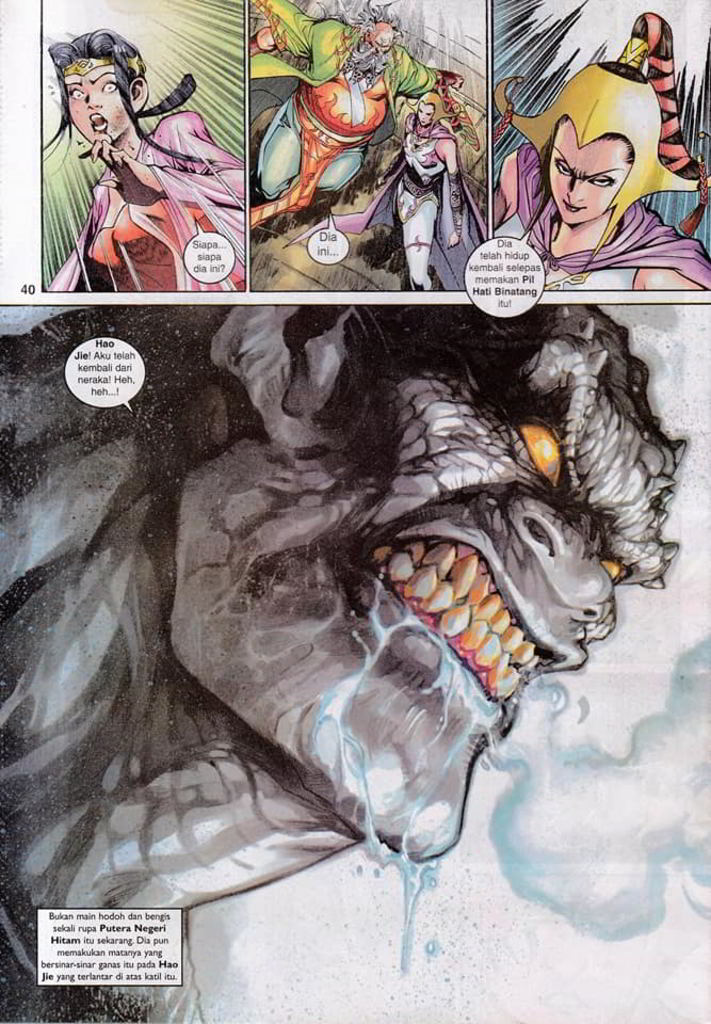 Siapa...
siapa
dia ini?
Dia
ini...
Dia
telah hidup
kembali selepas
memakan Pil
Hati Binatang
itu!
40
Hao
Jie! Aku telah
kembali dari
neraka! Heh,
heh...!
Bukan main hodoh dan bengis
sekali rupa Putera Negeri
Hitam itu sekarang. Dia pun
memakukan matanya yang
bersinar-sinar ganas itu pada Hao
Jie yang terlantar di atas katil itu.